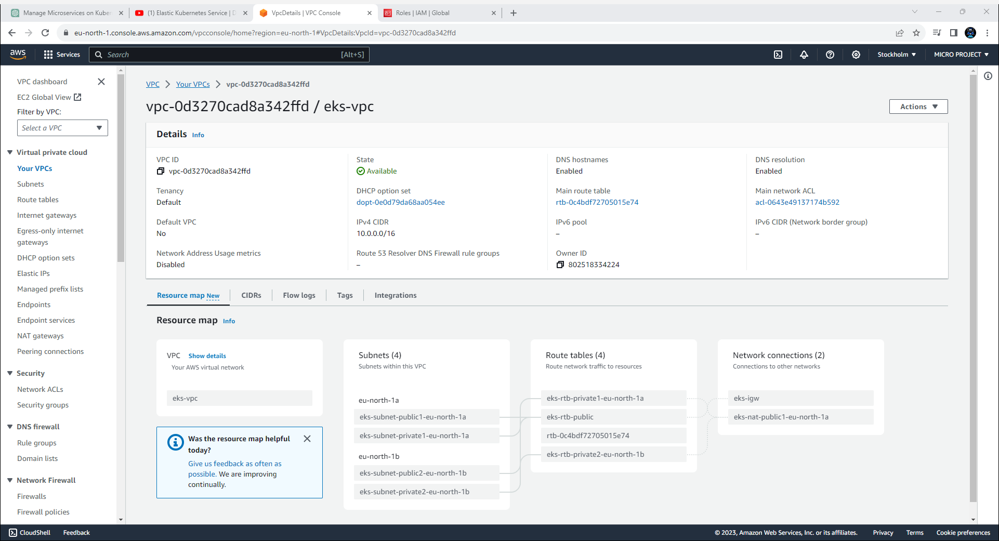 Manage Microservices on Kuber
(1) Elastic Kubernetes Service | D
VpcDetails | VPC Console
Roles | IAM | Global
eu-north-1.console.aws.amazon.com/vpcconsole/home?region=eu-north-1#VpcDetails:VpcId=vpc-0d3270cad8a342ffd
aws
Services
Search
[Alt+S]
Stockholm
MICRO PROJECT
VPC dashboard
EC2 Global View
Filter by VPC:
Select a VPC
Virtual private cloud
Your VPCs
Subnets
Route tables
Internet gateways
Egress-only internet
gateways
DHCP option sets
Elastic IPs
Managed prefix lists
Endpoints
Endpoint services
NAT gateways
Peering connections
Security
Network ACLs
Security groups
DNS firewall
Rule groups
Domain lists
Network Firewall
Firewalls
Firewall policies
VPC
Your VPCs
vpc-0d3270cad8a342ffd
vpc-0d3270cad8a342ffd / eks-vpc
Actions
Details Info
VPC ID
vpc-0d3270cad8a342ffd
State
Available
DNS hostnames
Enabled
DNS resolution
Enabled
Tenancy
Default
DHCP option set
dopt-0e0d79da68aa054ee
Main route table
rtb-0c4bdf72705015e74
Main network ACL
acl-0643e49137174b592
Default VPC
No
IPv4 CIDR
10.0.0.0/16
IPv6 pool
–
IPv6 CIDR (Network border group)
–
Network Address Usage metrics
Disabled
Route 53 Resolver DNS Firewall rule groups
–
Owner ID
802518334224
Resource map New
CIDRs
Flow logs
Tags
Integrations
Resource map Info
VPC Show details
Your AWS virtual network
eks-vpc
Was the resource map helpful
today?
Give us feedback as often as
possible. We are improving
continually.
Subnets (4)
Subnets within this VPC
eu-north-1a
eks-subnet-public1-eu-north-1a
eks-subnet-private1-eu-north-1a
eu-north-1b
eks-subnet-public2-eu-north-1b
eks-subnet-private2-eu-north-1b
Route tables (4)
Route network traffic to resources
eks-rtb-private1-eu-north-1a
eks-rtb-public
rtb-0c4bdf72705015e74
eks-rtb-private2-eu-north-1b
Network connections (2)
Connections to other networks
eks-igw
eks-nat-public1-eu-north-1a
CloudShell
Feedback
© 2023, Amazon Web Services, Inc. or its affiliates.
Privacy
Terms
Cookie preferences